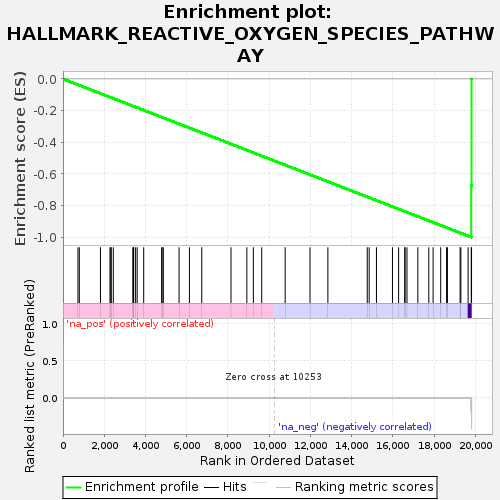 Enrichment plot:
HALLMARK_REACTIVE_OXYGEN_SPECIES_PATHW
AY
Enrichment score (ES)
0.0
-0.2
-0.4
-0.6
-0.8
-1.0
'na_pos' (positively correlated)
1.0
0.5
0.0
Zero cross at 10253
'na_neg' (negatively correlated)
Ranked list metric (PreRanked)
0
2,000
4,000
6,000
8,000
10,000
12,000
14,000
16,000
18,000
20,000
Rank in Ordered Dataset
Enrichment profile
Hits
Ranking metric scores